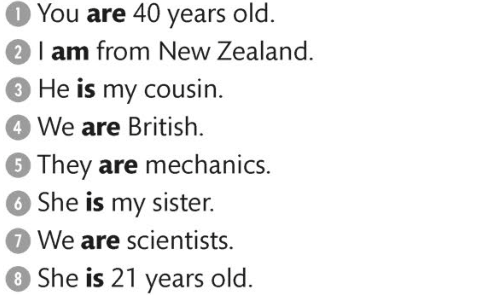 1 You are 40 years old.
2 I am from New Zealand.
3 He is my cousin.
4 We are British.
5 They are mechanics.
6 She is my sister.
7 We are scientists.
8 She is 21 years old.